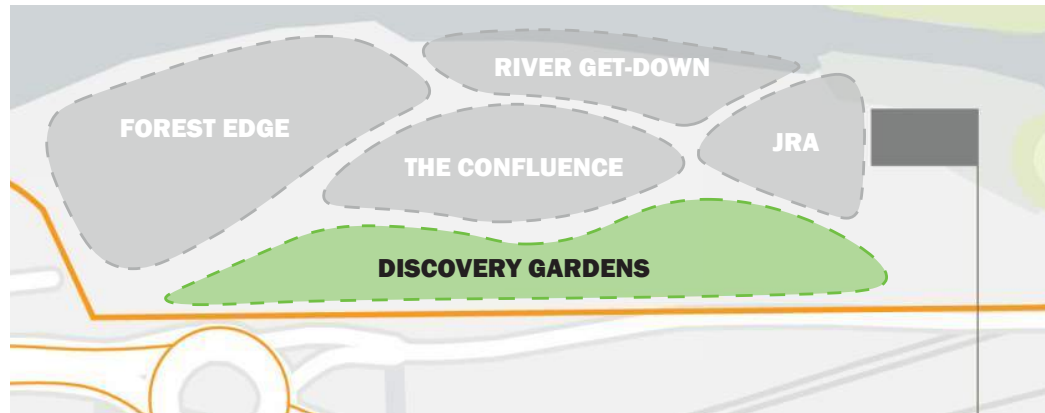 RIVER GET-DOWN
FOREST EDGE
JRA
THE CONFLUENCE
DISCOVERY GARDENS